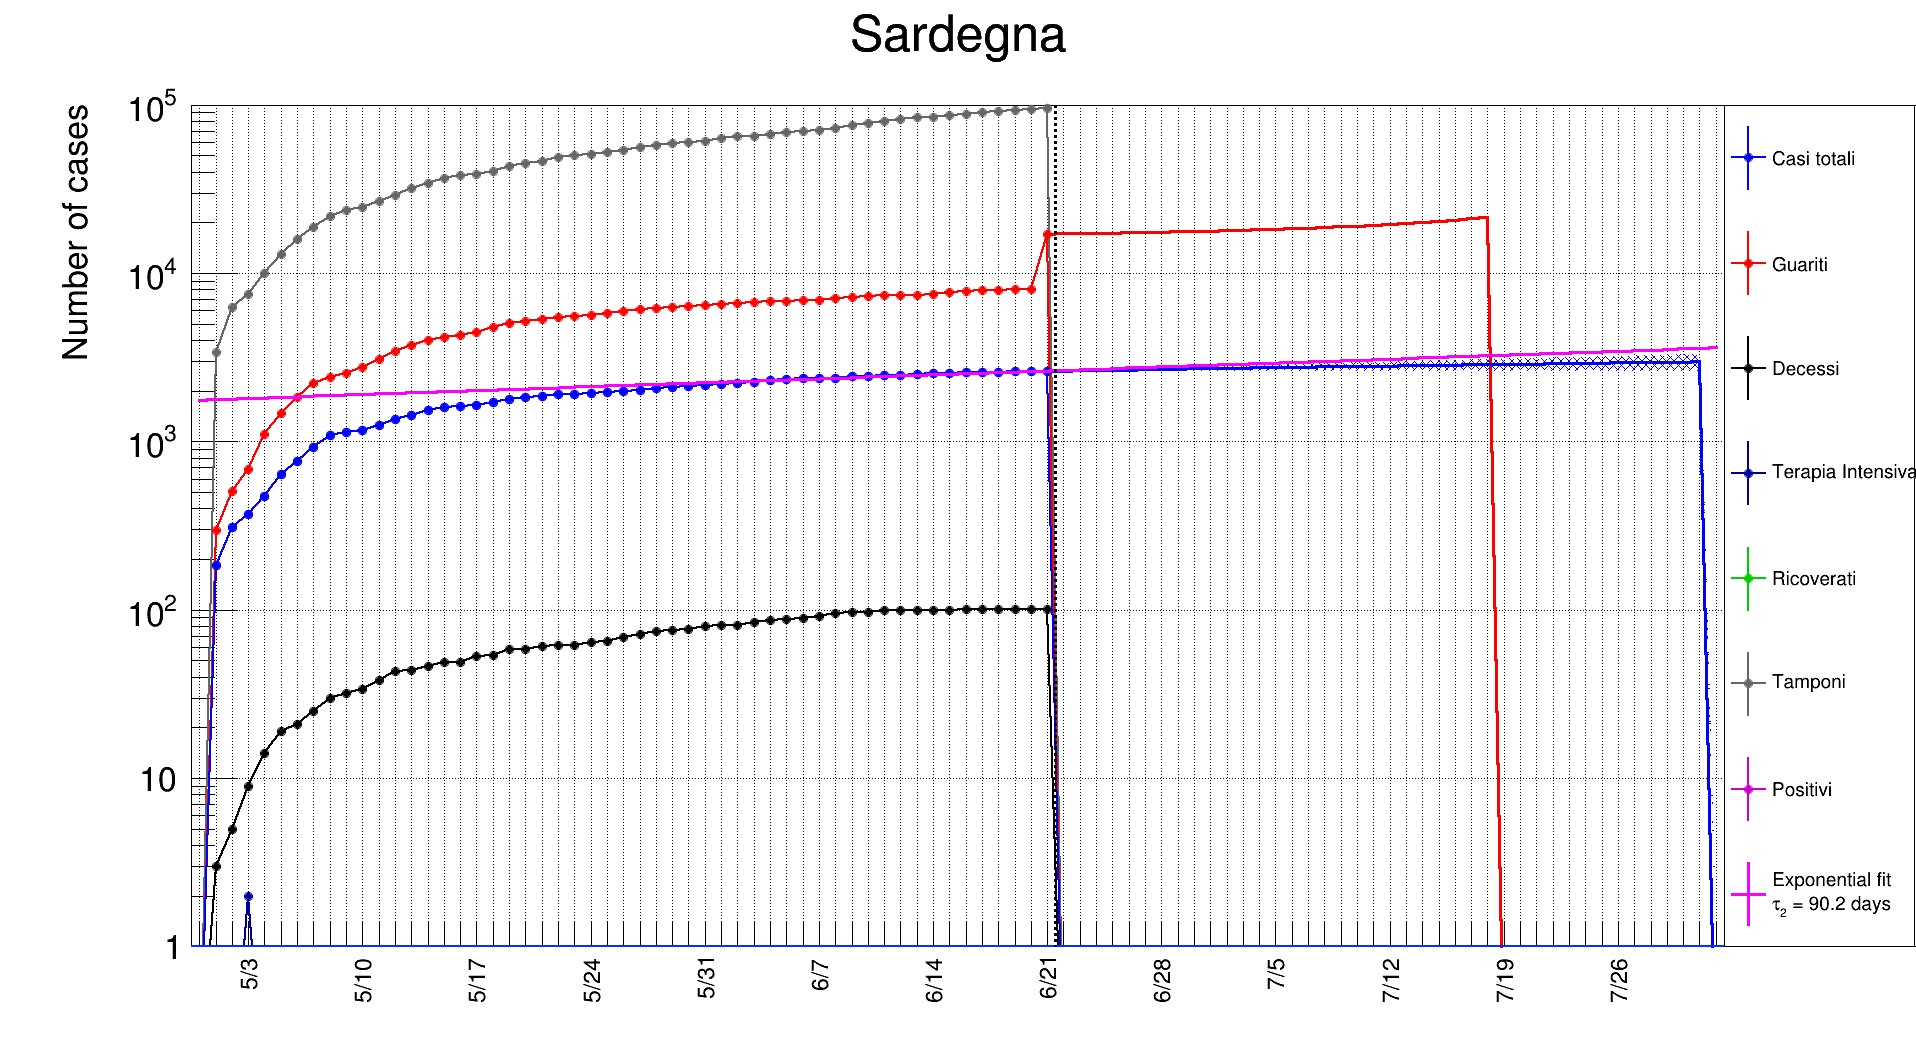 Sardegna
Number of cases
10^5
10^4
10^3
10^2
10
1
5/3
5/10
5/17
5/24
5/31
6/7
6/14
6/21
6/28
7/5
7/12
7/19
7/26
Casi totali
Guariti
Decessi
Terapia Intensiva
Ricoverati
Tamponi
Positivi
Exponential fit
τ₂ = 90.2 days